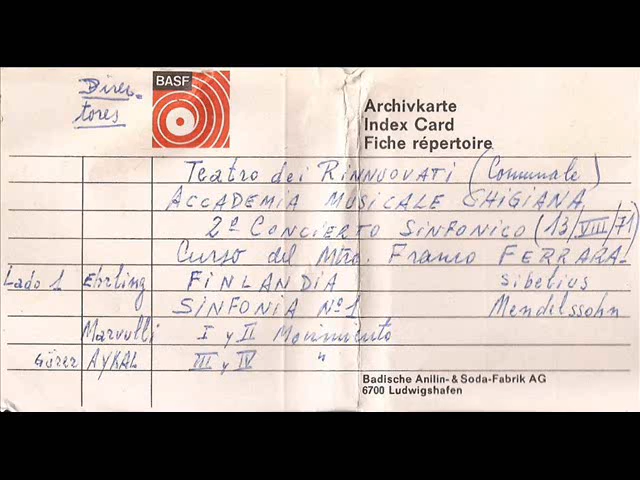 Direc-
tores
BASF
Archivkarte
Index Card
Fiche répertoire
Teatro dei Rinnuovati (Comunale)
ACCADEMIA MUSICALE CHIGIANA
2º CONCIERTO SINFONICO (13/VIII/71)
Curso del Mtro. Franco FERRARA-
Lado 1 Ehrling FINLANDIA Sibelius
SINFONIA Nº1 Mendelssohn
Marvulli I y II Movimiento
Gürer AYKAL III y IV "
Badische Anilin- & Soda-Fabrik AG
6700 Ludwigshafen